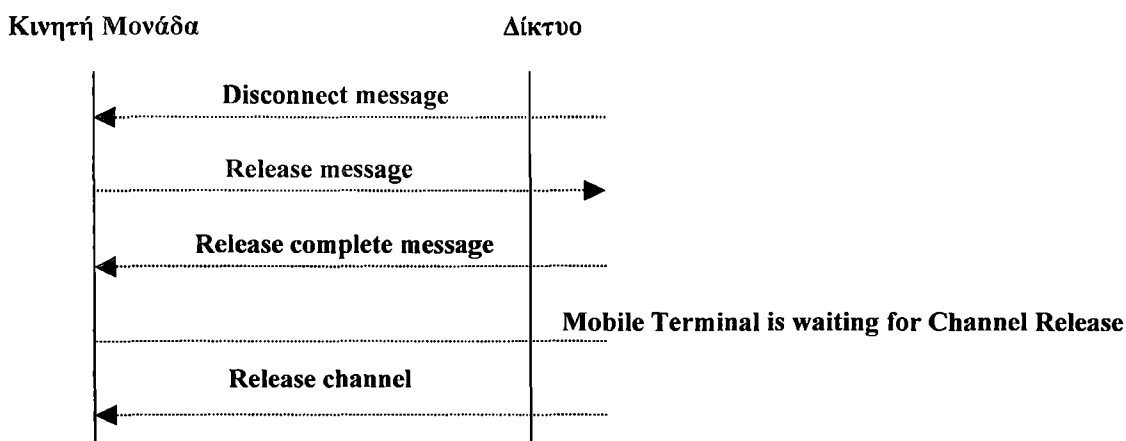 Κινητή Μονάδα
Δίκτυο
Disconnect message
Release message
Release complete message
Mobile Terminal is waiting for Channel Release
Release channel